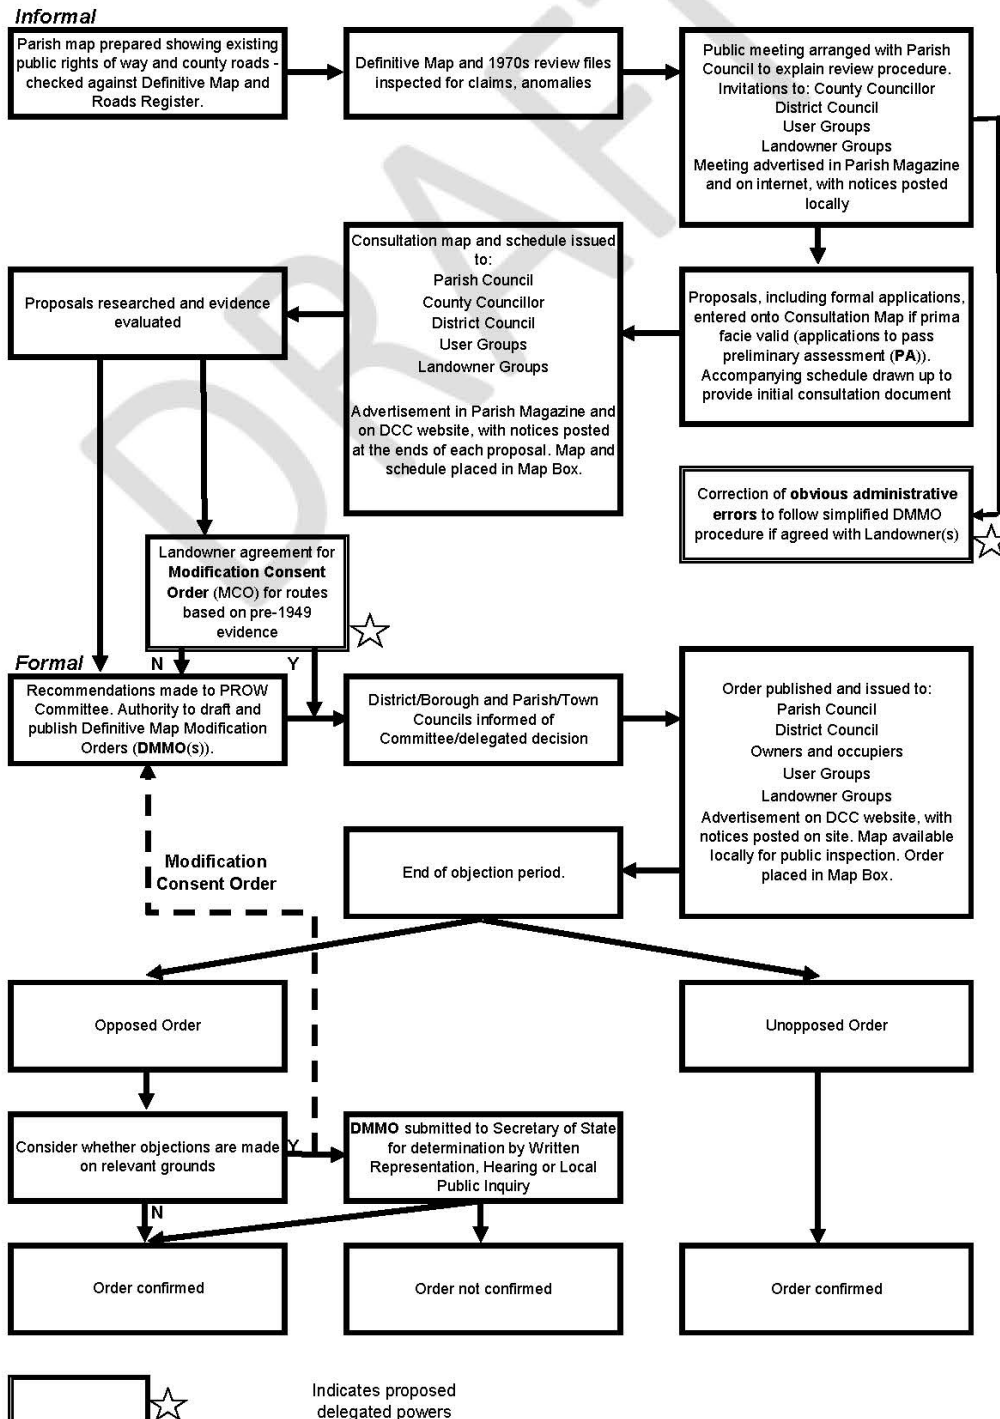 DRAFT
Informal
Parish map prepared showing existing
public rights of way and county roads -
checked against Definitive Map and
Roads Register.
Definitive Map and 1970s review files
inspected for claims, anomalies
Public meeting arranged with Parish
Council to explain review procedure.
Invitations to: County Councillor
District Council
User Groups
Landowner Groups
Meeting advertised in Parish Magazine
and on internet, with notices posted
locally
Proposals, including formal applications,
entered onto Consultation Map if prima
facie valid (applications to pass
preliminary assessment (PA)).
Accompanying schedule drawn up to
provide initial consultation document
Consultation map and schedule issued
to:
Parish Council
County Councillor
District Council
User Groups
Landowner Groups
Advertisement in Parish Magazine and
on DCC website, with notices posted
at the ends of each proposal. Map and
schedule placed in Map Box.
Proposals researched and evidence
evaluated
Correction of obvious administrative
errors to follow simplified DMMO
procedure if agreed with Landowner(s)
Landowner agreement for
Modification Consent
Order (MCO) for routes
based on pre-1949
evidence
Formal
N
Y
Recommendations made to PROW
Committee. Authority to draft and
publish Definitive Map Modification
Orders (DMMO(s)).
District/Borough and Parish/Town
Councils informed of
Committee/delegated decision
Order published and issued to:
Parish Council
District Council
Owners and occupiers
User Groups
Landowner Groups
Advertisement on DCC website, with
notices posted on site. Map available
locally for public inspection. Order
placed in Map Box.
End of objection period.
Modification
Consent Order
Opposed Order
Unopposed Order
Consider whether objections are made
on relevant grounds
Y
N
DMMO submitted to Secretary of State
for determination by Written
Representation, Hearing or Local
Public Inquiry
Order confirmed
Order not confirmed
Order confirmed
Indicates proposed
delegated powers